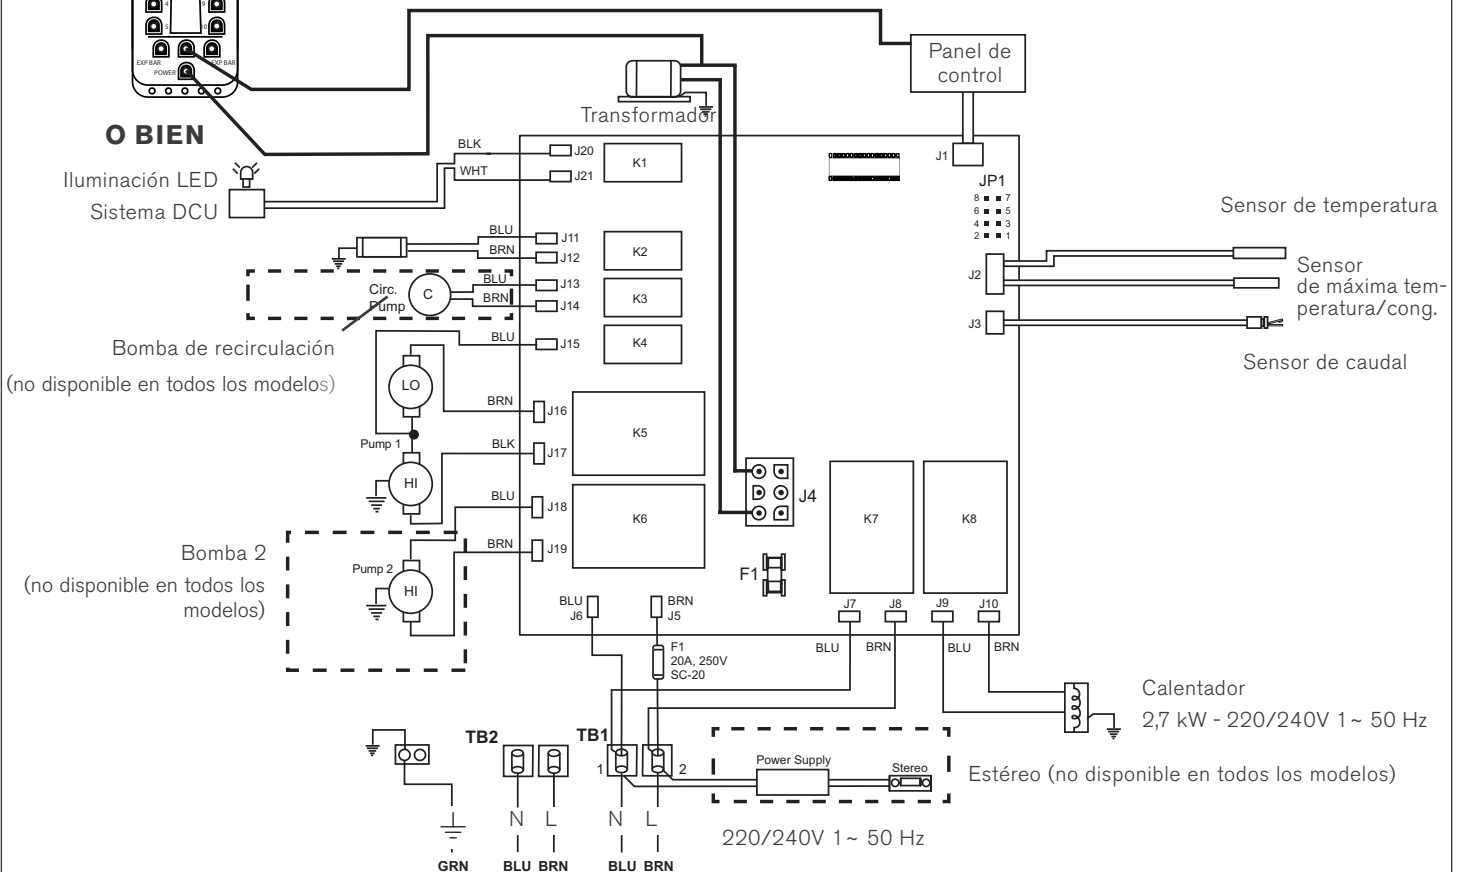 4
9
5
10
EXP BAR
EXP BAR
POWER
O BIEN
Panel de
control
Transformador
Iluminación LED
Sistema DCU
BLK
WHT
J20
J21
K1
J1
JP1
8 7
6 5
4 3
2 1
Sensor de temperatura
BLU
BRN
J11
J12
K2
J2
Sensor
de máxima tem-
peratura/cong.
Circ.
Pump
C
BLU
BRN
J13
J14
K3
J3
Sensor de caudal
Bomba de recirculación
(no disponible en todos los modelos)
BLU
J15
K4
LO
BRN
J16
K5
Pump 1
BLK
J17
HI
J4
K7
K8
BLU
J18
K6
Bomba 2
(no disponible en todos los
modelos)
Pump 2
HI
BRN
J19
F1
BLU
J6
BRN
J5
J7
J8
J9
J10
F1
20A, 250V
SC-20
BLU
BRN
BLU
BRN
Calentador
2,7 kW - 220/240V 1~ 50 Hz
TB2
TB1
1
2
Power Supply
Stereo
Estéreo (no disponible en todos los modelos)
N
L
N
L
220/240V 1~ 50 Hz
GRN
BLU
BRN
BLU
BRN